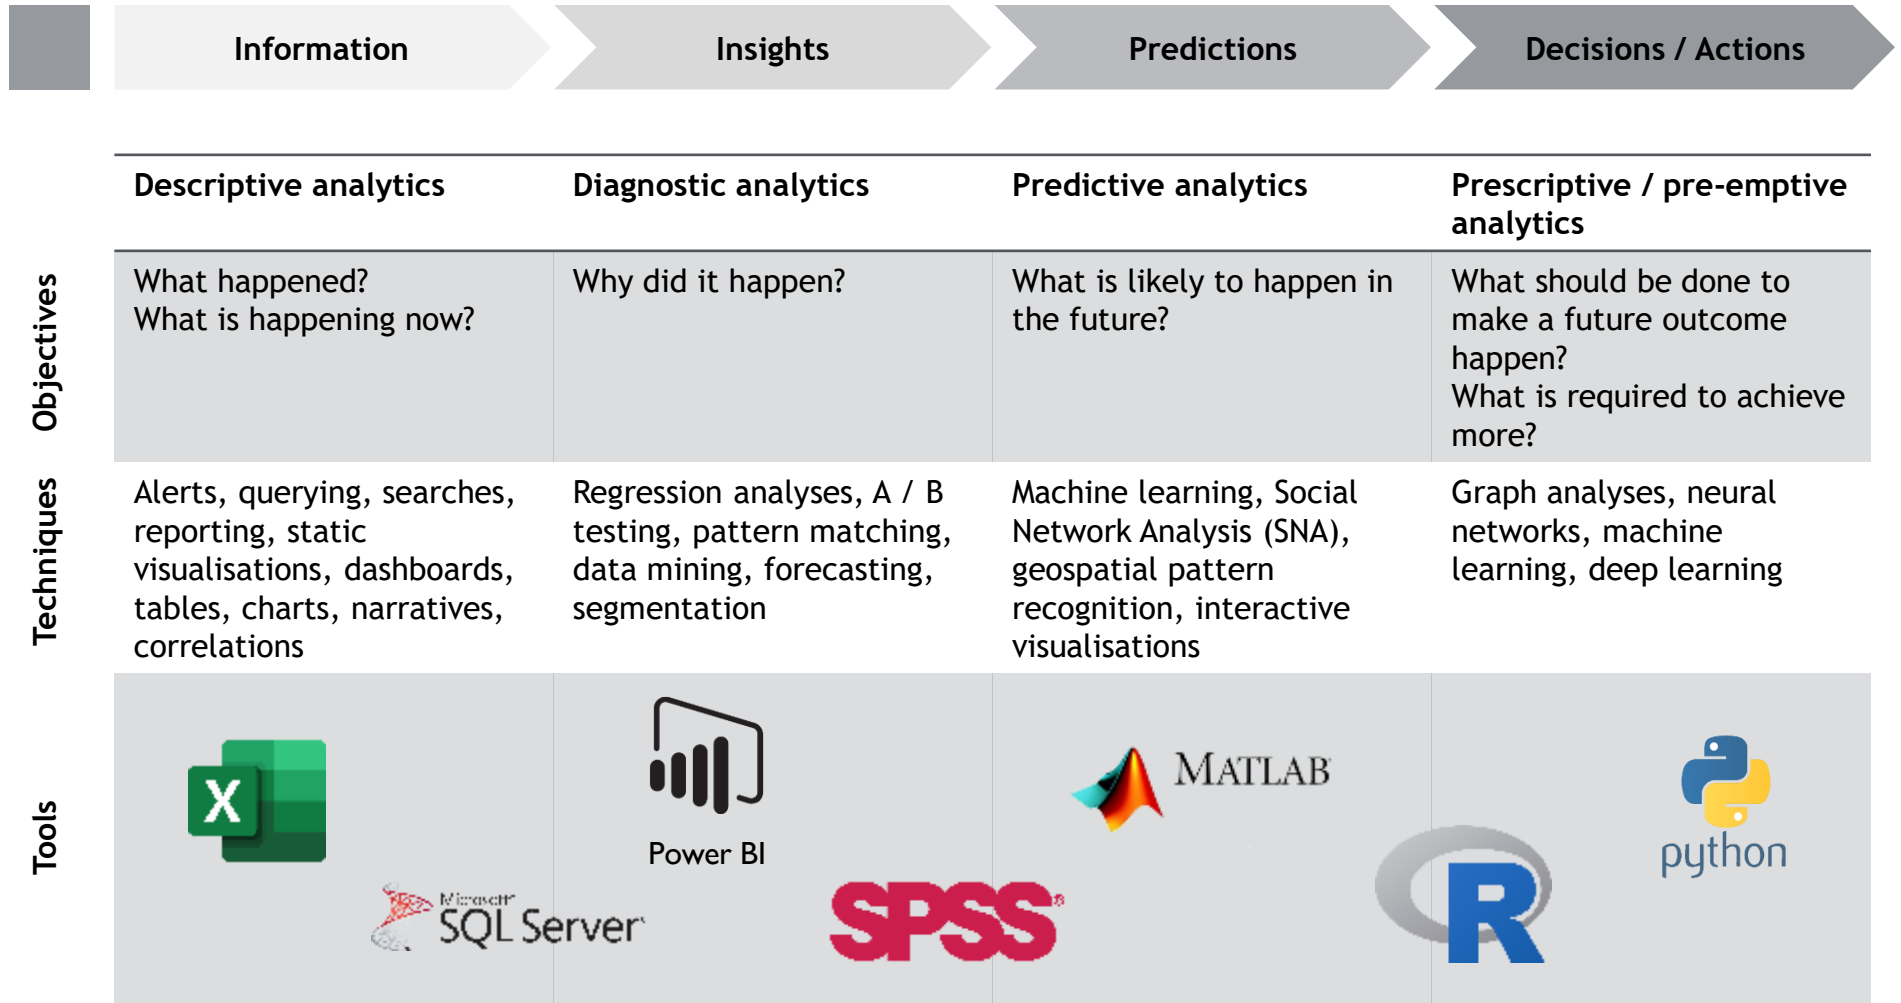 Information
Insights
Predictions
Decisions / Actions
Descriptive analytics
Diagnostic analytics
Predictive analytics
Prescriptive / pre-emptive
analytics
Objectives
What happened?
What is happening now?
Why did it happen?
What is likely to happen in
the future?
What should be done to
make a future outcome
happen?
What is required to achieve
more?
Techniques
Alerts, querying, searches,
reporting, static
visualisations, dashboards,
tables, charts, narratives,
correlations
Regression analyses, A / B
testing, pattern matching,
data mining, forecasting,
segmentation
Machine learning, Social
Network Analysis (SNA),
geospatial pattern
recognition, interactive
visualisations
Graph analyses, neural
networks, machine
learning, deep learning
Tools
X
Microsoft
SQL Server
Power BI
SPSS®
MATLAB
R
python